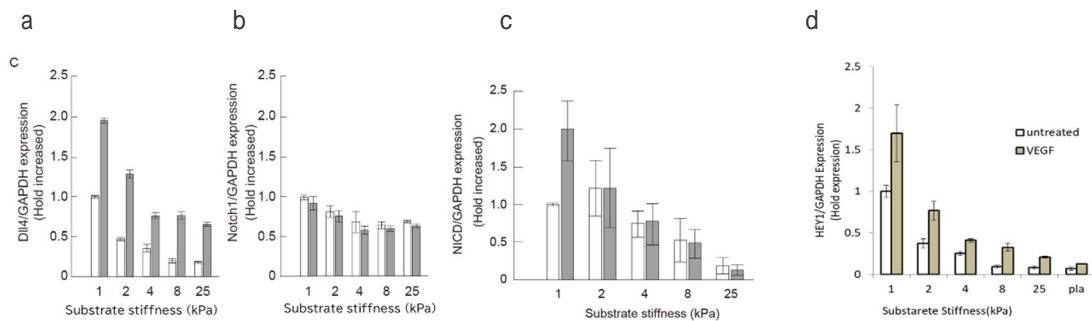 a
b
c
d
c
Dll4/GAPDH expression
(Hold increased)
2.5
2.0
1.5
1.0
0.5
0
1 2 4 8 25
Substrate stiffness (kPa)
Notch1/GAPDH expression
(Hold increased)
2.5
2.0
1.5
1.0
0.5
0
1 2 4 8 25
Substrate stiffness (kPa)
NICD/GAPDH expression
(Hold increased)
2.5
2.0
1.5
1.0
0.5
0
1 2 4 8 25
Substrate stiffness (kPa)
HEY1/GAPDH Expression
(Hold expression)
2.5
2
1.5
1
0.5
0
1 2 4 8 25 pla
Substarete Stiffness(kPa)
untreated
VEGF